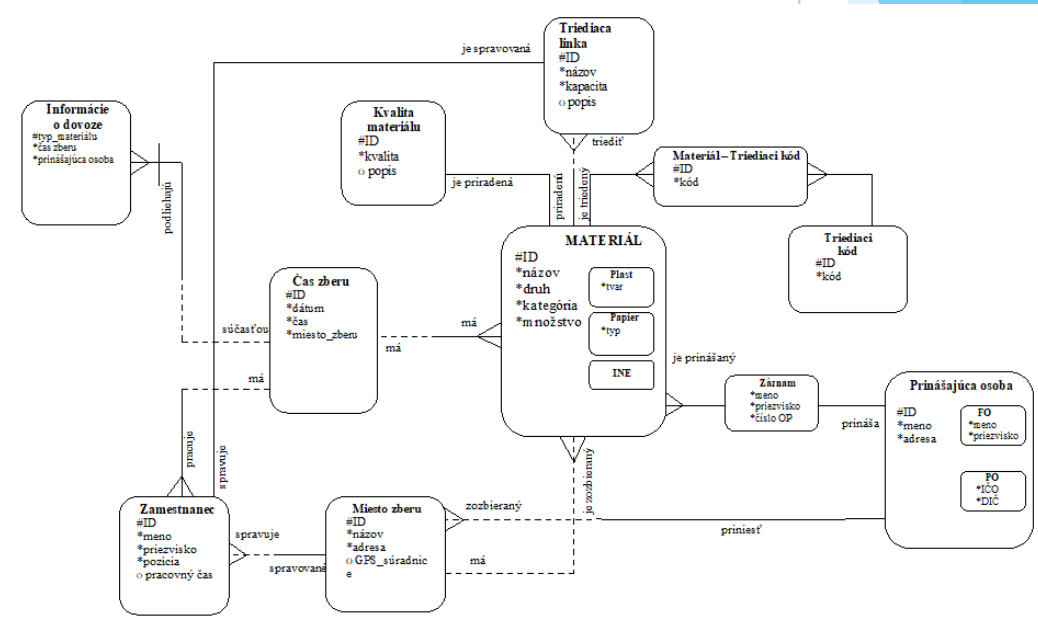 Triediaca
linka
#ID
*názov
*kapacita
o popis
je spravovaná
Informácie
o dovoze
#typ_materiálu
*čas zberu
*prinášajúca osoba
Kvalita
materiálu
#ID
*kvalita
o popis
triediť
Materiál – Triediaci kód
#ID
*kód
je priradená
priradenú
je triedený
podliehajú
Triediaci
kód
#ID
*kód
MATERIÁL
#ID
*názov
*druh
*kategória
*množstvo
Plast
*tvar
Papier
*typ
INE
Čas zberu
#ID
*dátum
*čas
*miesto_zberu
súčasťou
má
má
má
je prinášaný
Záznam
*meno
*priezvisko
*číslo OP
prináša
Prinášajúca osoba
#ID
*meno
*adresa
FO
*meno
*priezvisko
PO
*IČO
*DIČ
pracuje
spravuje
je zozbieraný
Zamestnanec
#ID
*meno
*priezvisko
*pozícia
o pracovný čas
spravuje
spravované
Miesto zberu
#ID
*názov
*adresa
o GPS_súradnic
e
zozbieraný
priniesť
má